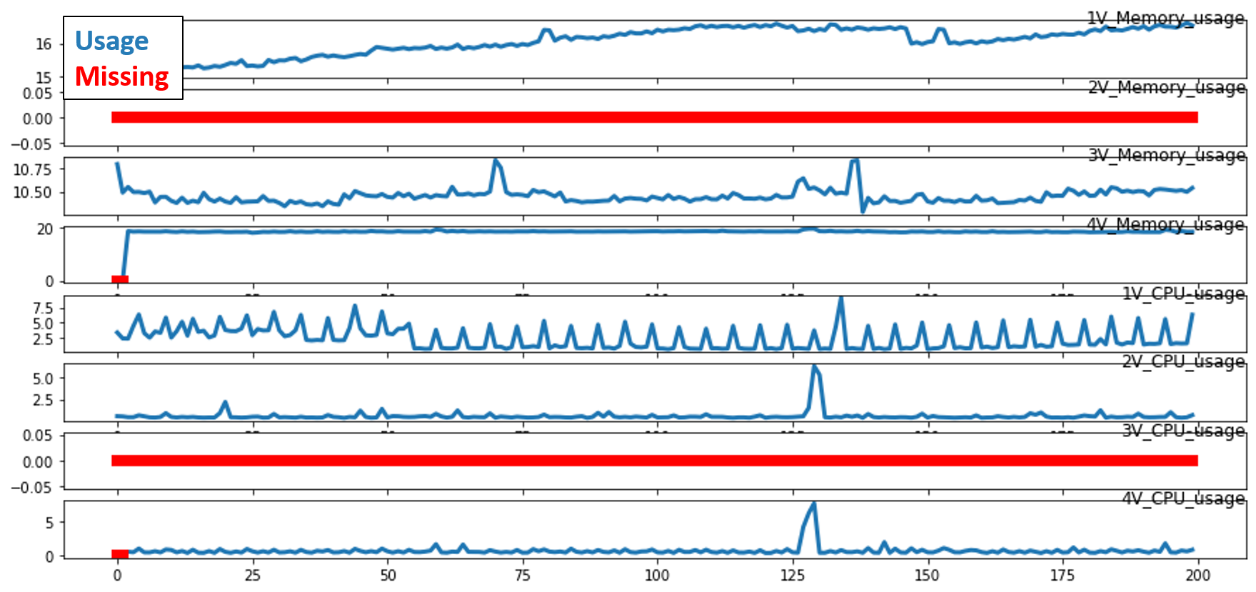 1V_Memory_usage
Usage
Missing
16
15
2V_Memory_usage
0.05
0.00
−0.05
3V_Memory_usage
10.75
10.50
4V_Memory_usage
20
0
1V_CPU_usage
7.5
5.0
2.5
2V_CPU_usage
5.0
2.5
3V_CPU_usage
0.05
0.00
−0.05
4V_CPU_usage
5
0
0 25 50 75 100 125 150 175 200